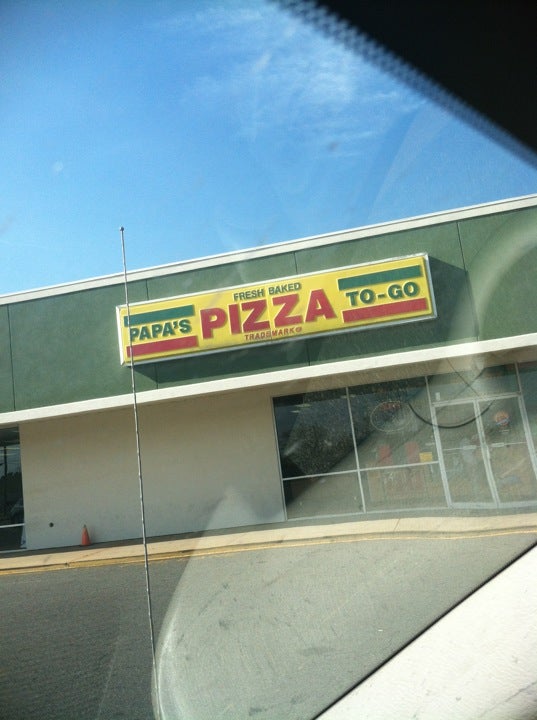 FRESH BAKED
PAPA'S PIZZA TO-GO
TRADEMARK®